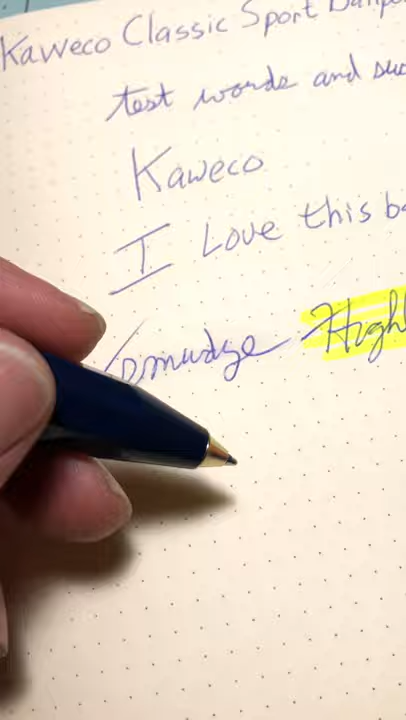 Kaweco Classic Sport
test words and
Kaweco
I Love this
Smudge